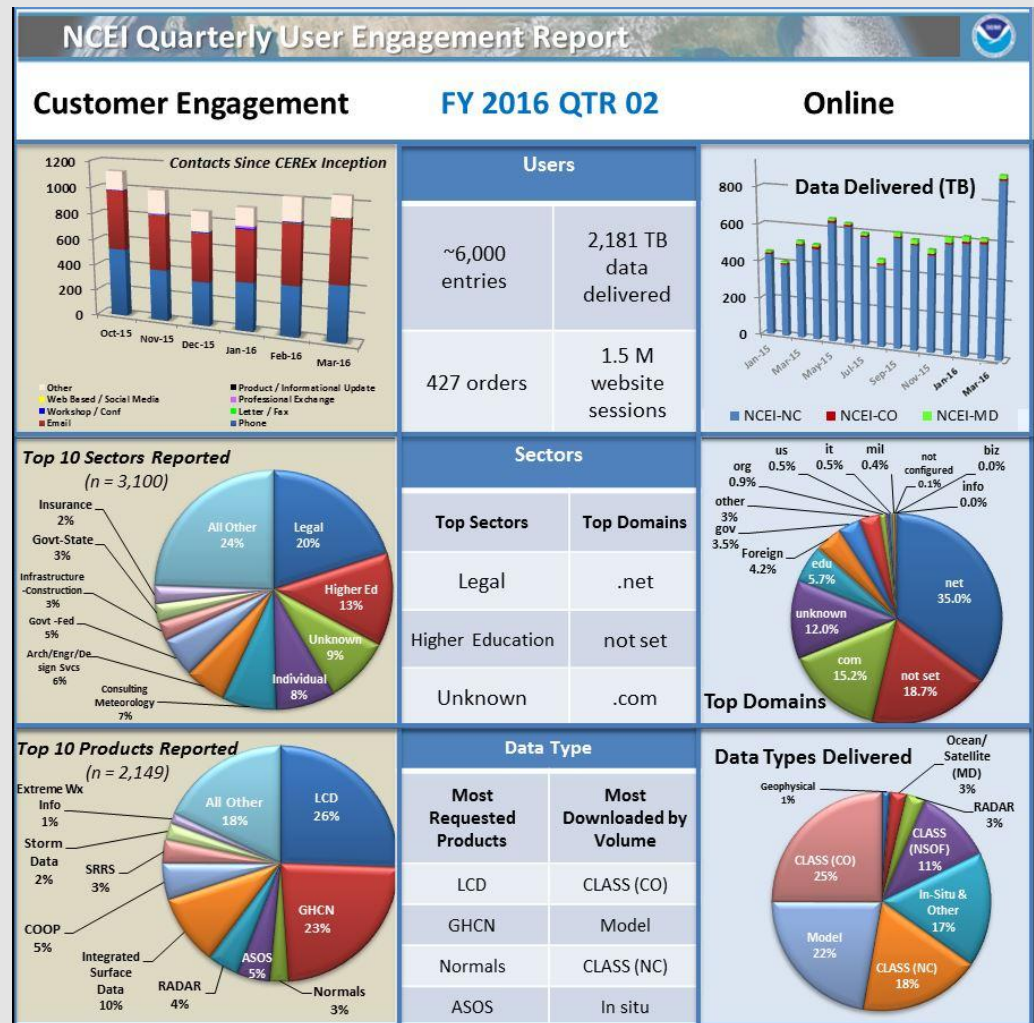 NCEI Quarterly User Engagement Report
Customer Engagement
FY 2016 QTR 02
Online
Contacts Since CEREx Inception
1200
1000
800
600
400
200
0
Oct-15
Nov-15
Dec-15
Jan-16
Feb-16
Mar-16
Other
Product / Informational Update
Web Based / Social Media
Professional Exchange
Workshop / Conf
Letter / Fax
Email
Phone
Users
~6,000
entries
2,181 TB
data
delivered
427 orders
1.5 M
website
sessions
Data Delivered (TB)
800
600
400
200
0
Jan-15
Mar-15
May-15
Jul-15
Sep-15
Nov-15
Jan-16
Mar-16
NCEI-NC
NCEI-CO
NCEI-MD
Top 10 Sectors Reported
(n = 3,100)
Insurance
2%
Govt-State
3%
Infrastructure
-Construction
3%
Govt -Fed
5%
Arch/Engr/De
sign Svcs
6%
Consulting
Meteorology
7%
All Other
24%
Legal
20%
Higher Ed
13%
Unknown
9%
Individual
8%
Sectors
Top Sectors
Top Domains
Legal
.net
Higher Education
not set
Unknown
.com
us
0.5%
it
0.5%
mil
0.4%
not
configured
0.1%
biz
0.0%
info
0.0%
org
0.9%
other
3%
gov
3.5%
Foreign
4.2%
edu
5.7%
unknown
12.0%
com
15.2%
not set
18.7%
net
35.0%
Top Domains
Top 10 Products Reported
(n = 2,149)
Extreme Wx
Info
1%
Storm
Data
2%
SRRS
3%
COOP
5%
Integrated
Surface
Data
10%
RADAR
4%
ASOS
5%
Normals
3%
All Other
18%
LCD
26%
GHCN
23%
Data Type
Most
Requested
Products
Most
Downloaded by
Volume
LCD
CLASS (CO)
GHCN
Model
Normals
CLASS (NC)
ASOS
In situ
Data Types Delivered
Geophysical
1%
Ocean/
Satellite
(MD)
3%
RADAR
3%
CLASS
(NSOF)
11%
In-Situ &
Other
17%
CLASS (NC)
18%
Model
22%
CLASS (CO)
25%